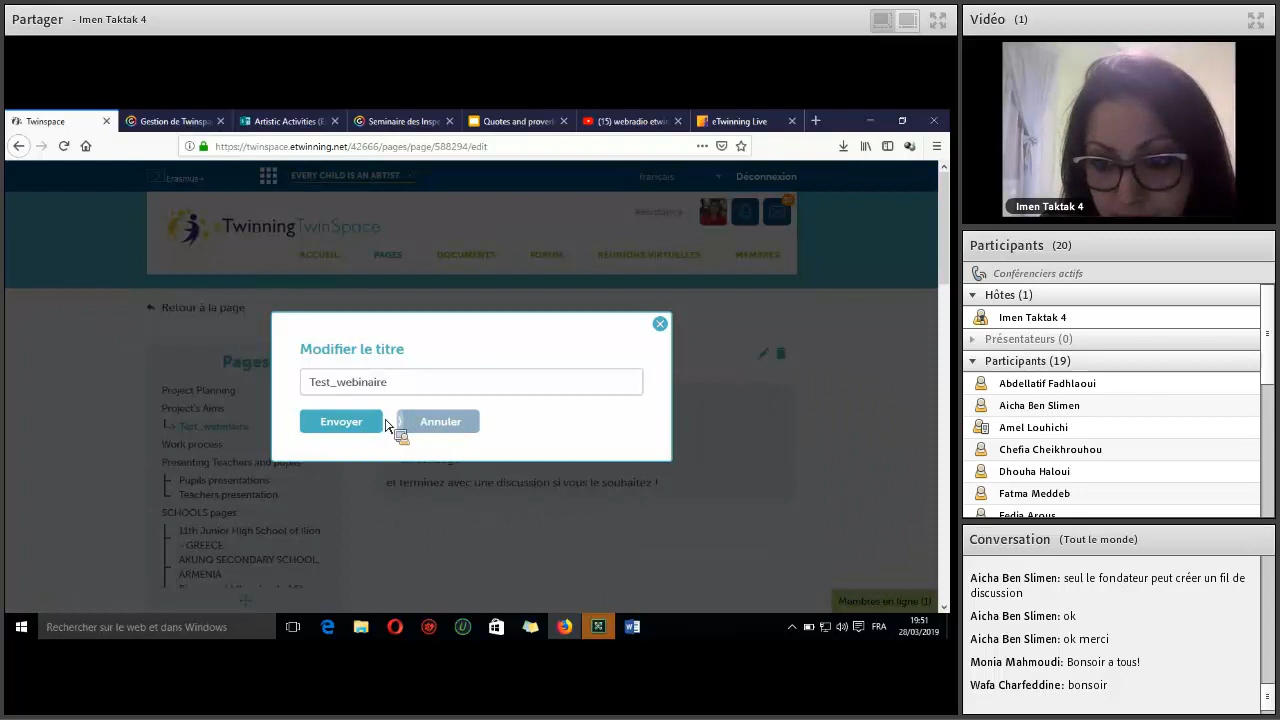 Partager - Imen Taktak 4
Twinspace
Gestion de Twinspa
Artistic Activities (E
Seminaire des Inspe
Quotes and prover
(15) webradio etwin
eTwinning Live
https://twinspace.etwinning.net/42666/pages/page/588294/edit
Erasmus+
EVERY CHILD IS AN ARTIST
français
Déconnexion
TwinningTwinSpace
ACCUEIL
PAGES
DOCUMENTS
FORUM
RÉUNIONS VIRTUELLES
MEMBRES
Retour à la page
Pages
Project Planning
Project's Aims
Test_webinaire
Work process
Presenting Teachers and pupils
Pupils presentations
Teachers presentation
SCHOOLS pages
11th Junior High School of Ilion
- GREECE
AKUNQ SECONDARY SCHOOL,
ARMENIA
Modifier le titre
Test_webinaire
Envoyer
Annuler
et terminez avec une discussion si vous le souhaitez !
Membres en ligne (1)
Rechercher sur le web et dans Windows
FRA
19:51
28/03/2019
Vidéo (1)
Imen Taktak 4
Participants (20)
Conférenciers actifs
Hôtes (1)
Imen Taktak 4
Présentateurs (0)
Participants (19)
Abdellatif Fadhlaoui
Aicha Ben Slimen
Amel Louhichi
Chefia Cheikhrouhou
Dhouha Haloui
Fatma Meddeb
Fedia Arous
Conversation (Tout le monde)
Aicha Ben Slimen: seul le fondateur peut créer un fil de
discussion
Aicha Ben Slimen: ok
Aicha Ben Slimen: ok merci
Monia Mahmoudi: Bonsoir a tous!
Wafa Charfeddine: bonsoir